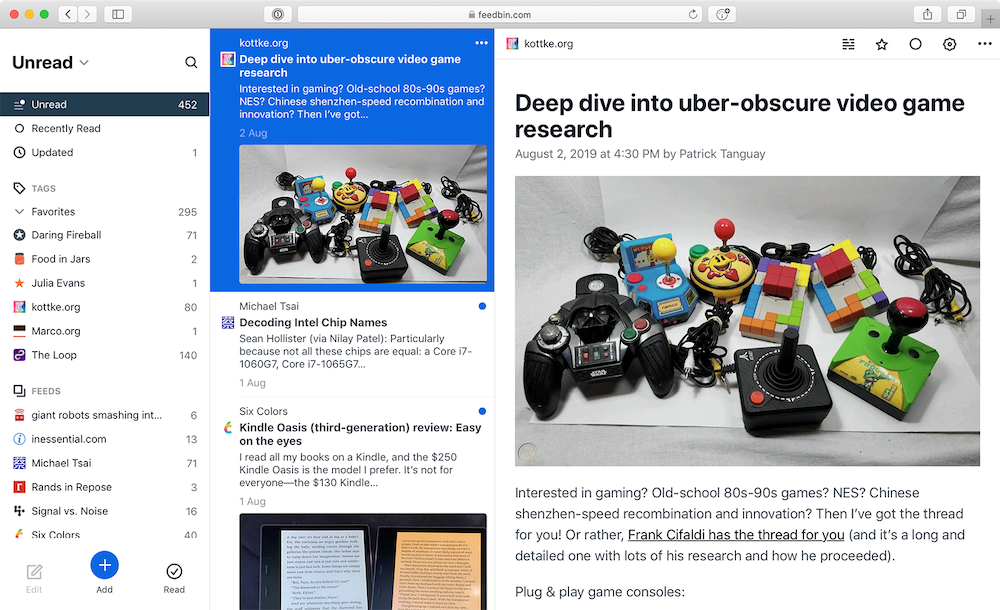 feedbin.com
Unread
Unread 452
Recently Read
Updated 1
TAGS
Favorites 295
Daring Fireball 71
Food in Jars 2
Julia Evans 1
kottke.org 80
Marco.org 1
The Loop 140
FEEDS
giant robots smashing int... 6
inessential.com 13
Michael Tsai 71
Rands in Repose 3
Signal vs. Noise 16
Six Colors 40
Edit
Add
Read
kottke.org
Deep dive into uber-obscure video game
research
Interested in gaming? Old-school 80s-90s games?
NES? Chinese shenzhen-speed recombination and
innovation? Then I've got...
2 Aug
Michael Tsai
Decoding Intel Chip Names
Sean Hollister (via Nilay Patel): Particularly
because not all these chips are equal: a Core i7-
1060G7, Core i7-1065G7...
1 Aug
Six Colors
Kindle Oasis (third-generation) review: Easy
on the eyes
I read all my books on a Kindle, and the $250
Kindle Oasis is the model I prefer. It's not for
everyone—the $130 Kindle...
1 Aug
kottke.org
Deep dive into uber-obscure video game
research
August 2, 2019 at 4:30 PM by Patrick Tanguay
STAR WARS
Interested in gaming? Old-school 80s-90s games? NES? Chinese
shenzhen-speed recombination and innovation? Then I've got the thread
for you! Or rather, Frank Cifaldi has the thread for you (and it's a long and
detailed one with lots of his research and how he proceeded).
Plug & play game consoles: